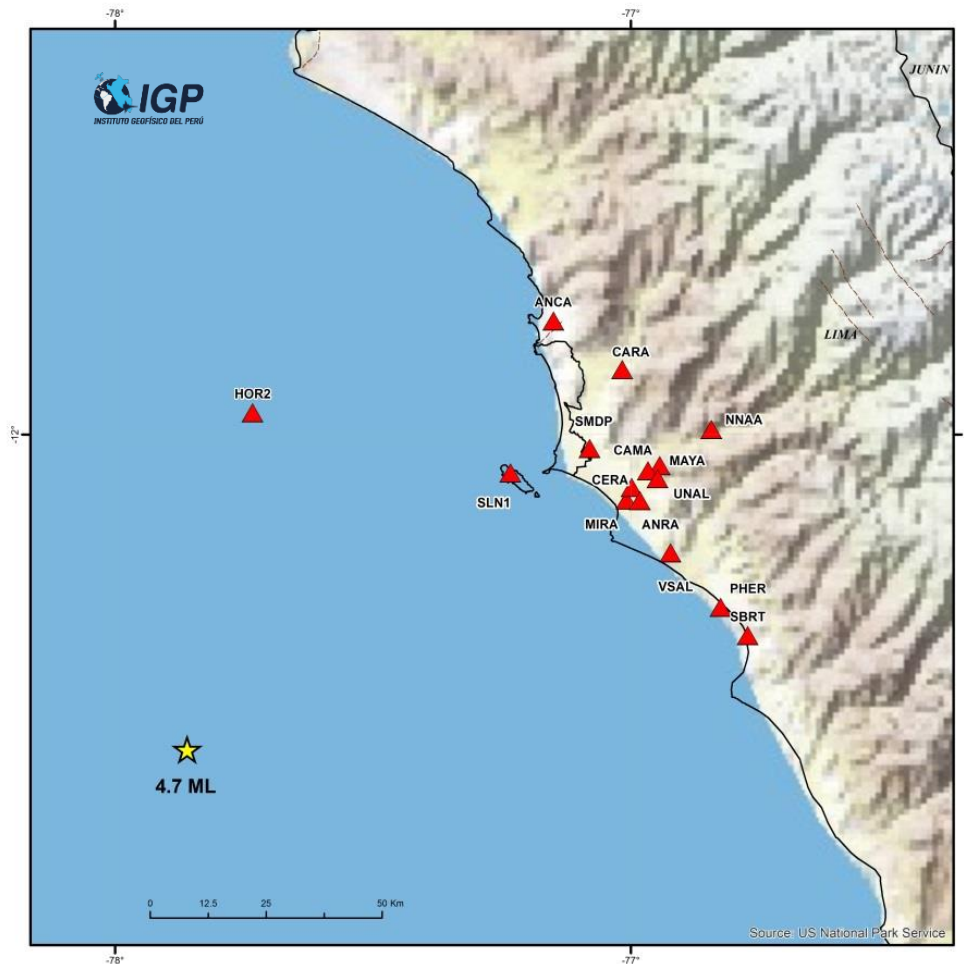 -78°
-77°
IGP
INSTITUTO GEOFÍSICO DEL PERÚ
JUNIN
ANCA
LIMA
CARA
HOR2
SMDP
NNAA
-12°
-12°
CAMA
MAYA
CERA
UNAL
SLN1
MIRA
ANRA
VSAL
PHER
SBRT
4.7 ML
0 12.5 25 50 Km
Source: US National Park Service
-78°
-77°